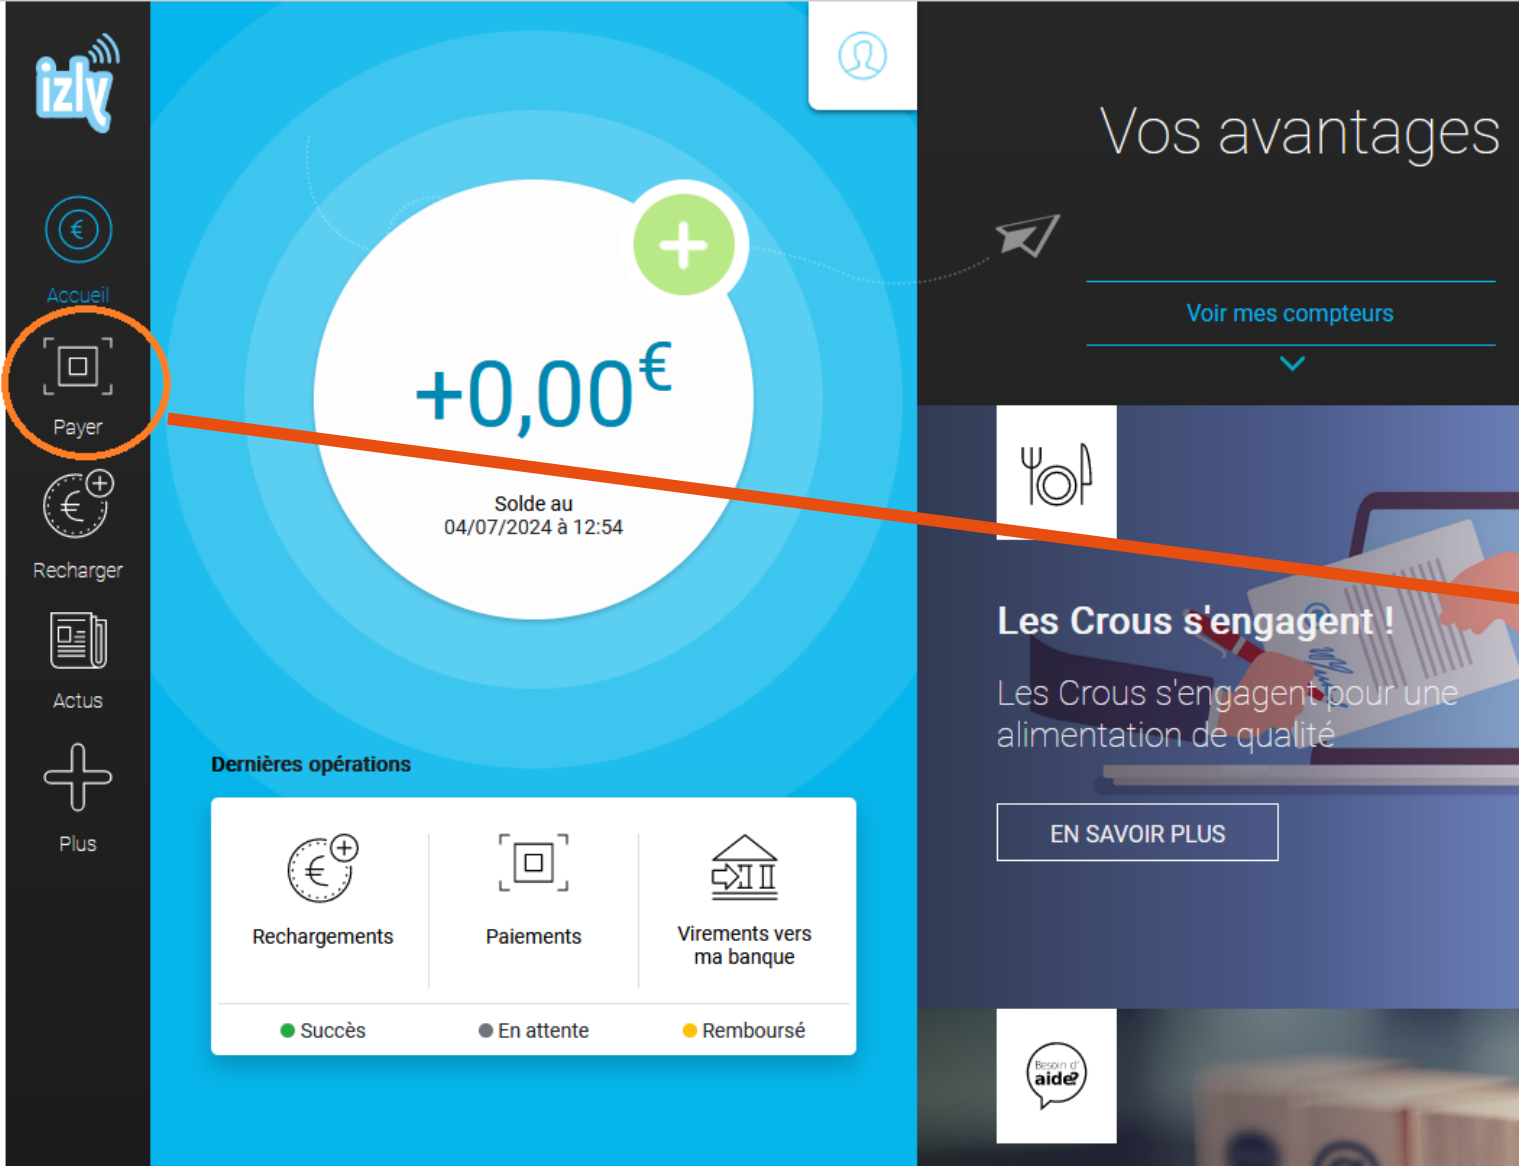 izly
Accueil
Payer
Recharger
Actus
Plus
+0,00€
Solde au
04/07/2024 à 12:54
Dernières opérations
Rechargements
Paiements
Virements vers
ma banque
Succès
En attente
Remboursé
Vos avantages
Voir mes compteurs
Les Crous s'engagent !
Les Crous s'engagent pour une
alimentation de qualité
EN SAVOIR PLUS
Besoin d'
aide?